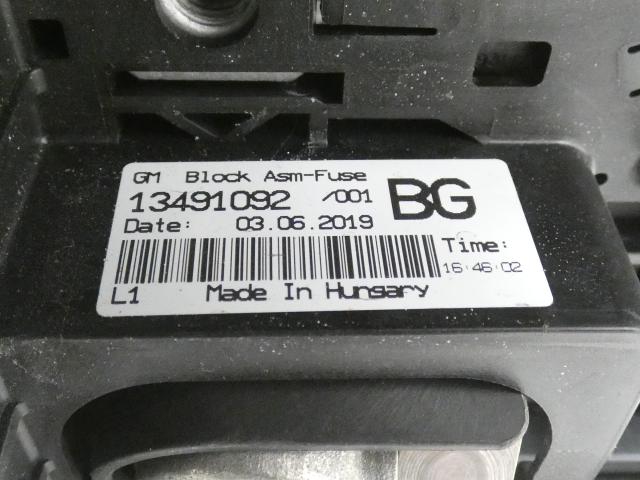 GM Block Asm-Fuse
13491092 /001 BG
Date: 03.06.2019
Time:
16:46:02
L1 Made In Hungary